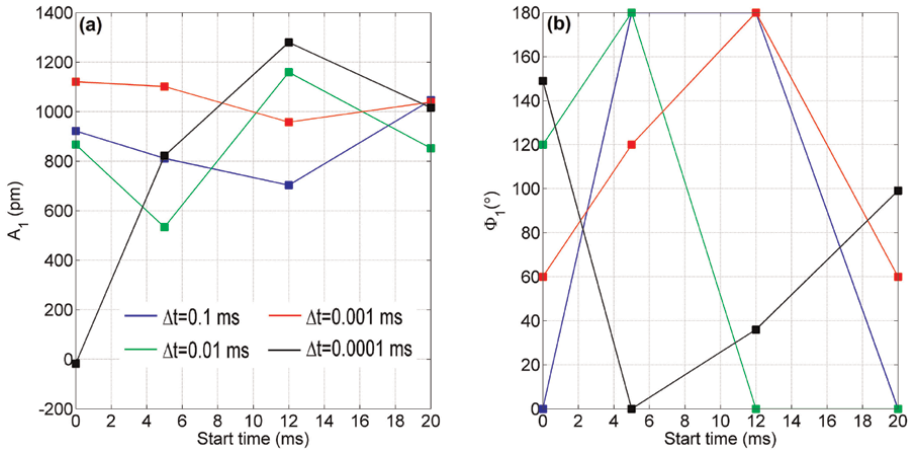 (a)
1400
1200
1000
800
600
400
200
0
-200
A1 (pm)
Δt=0.1 ms
Δt=0.001 ms
Δt=0.01 ms
Δt=0.0001 ms
0 2 4 6 8 10 12 14 16 18 20
Start time (ms)
(b)
180
160
140
120
100
80
60
40
20
0
Φ1(°)
0 2 4 6 8 10 12 14 16 18 20
Start time (ms)